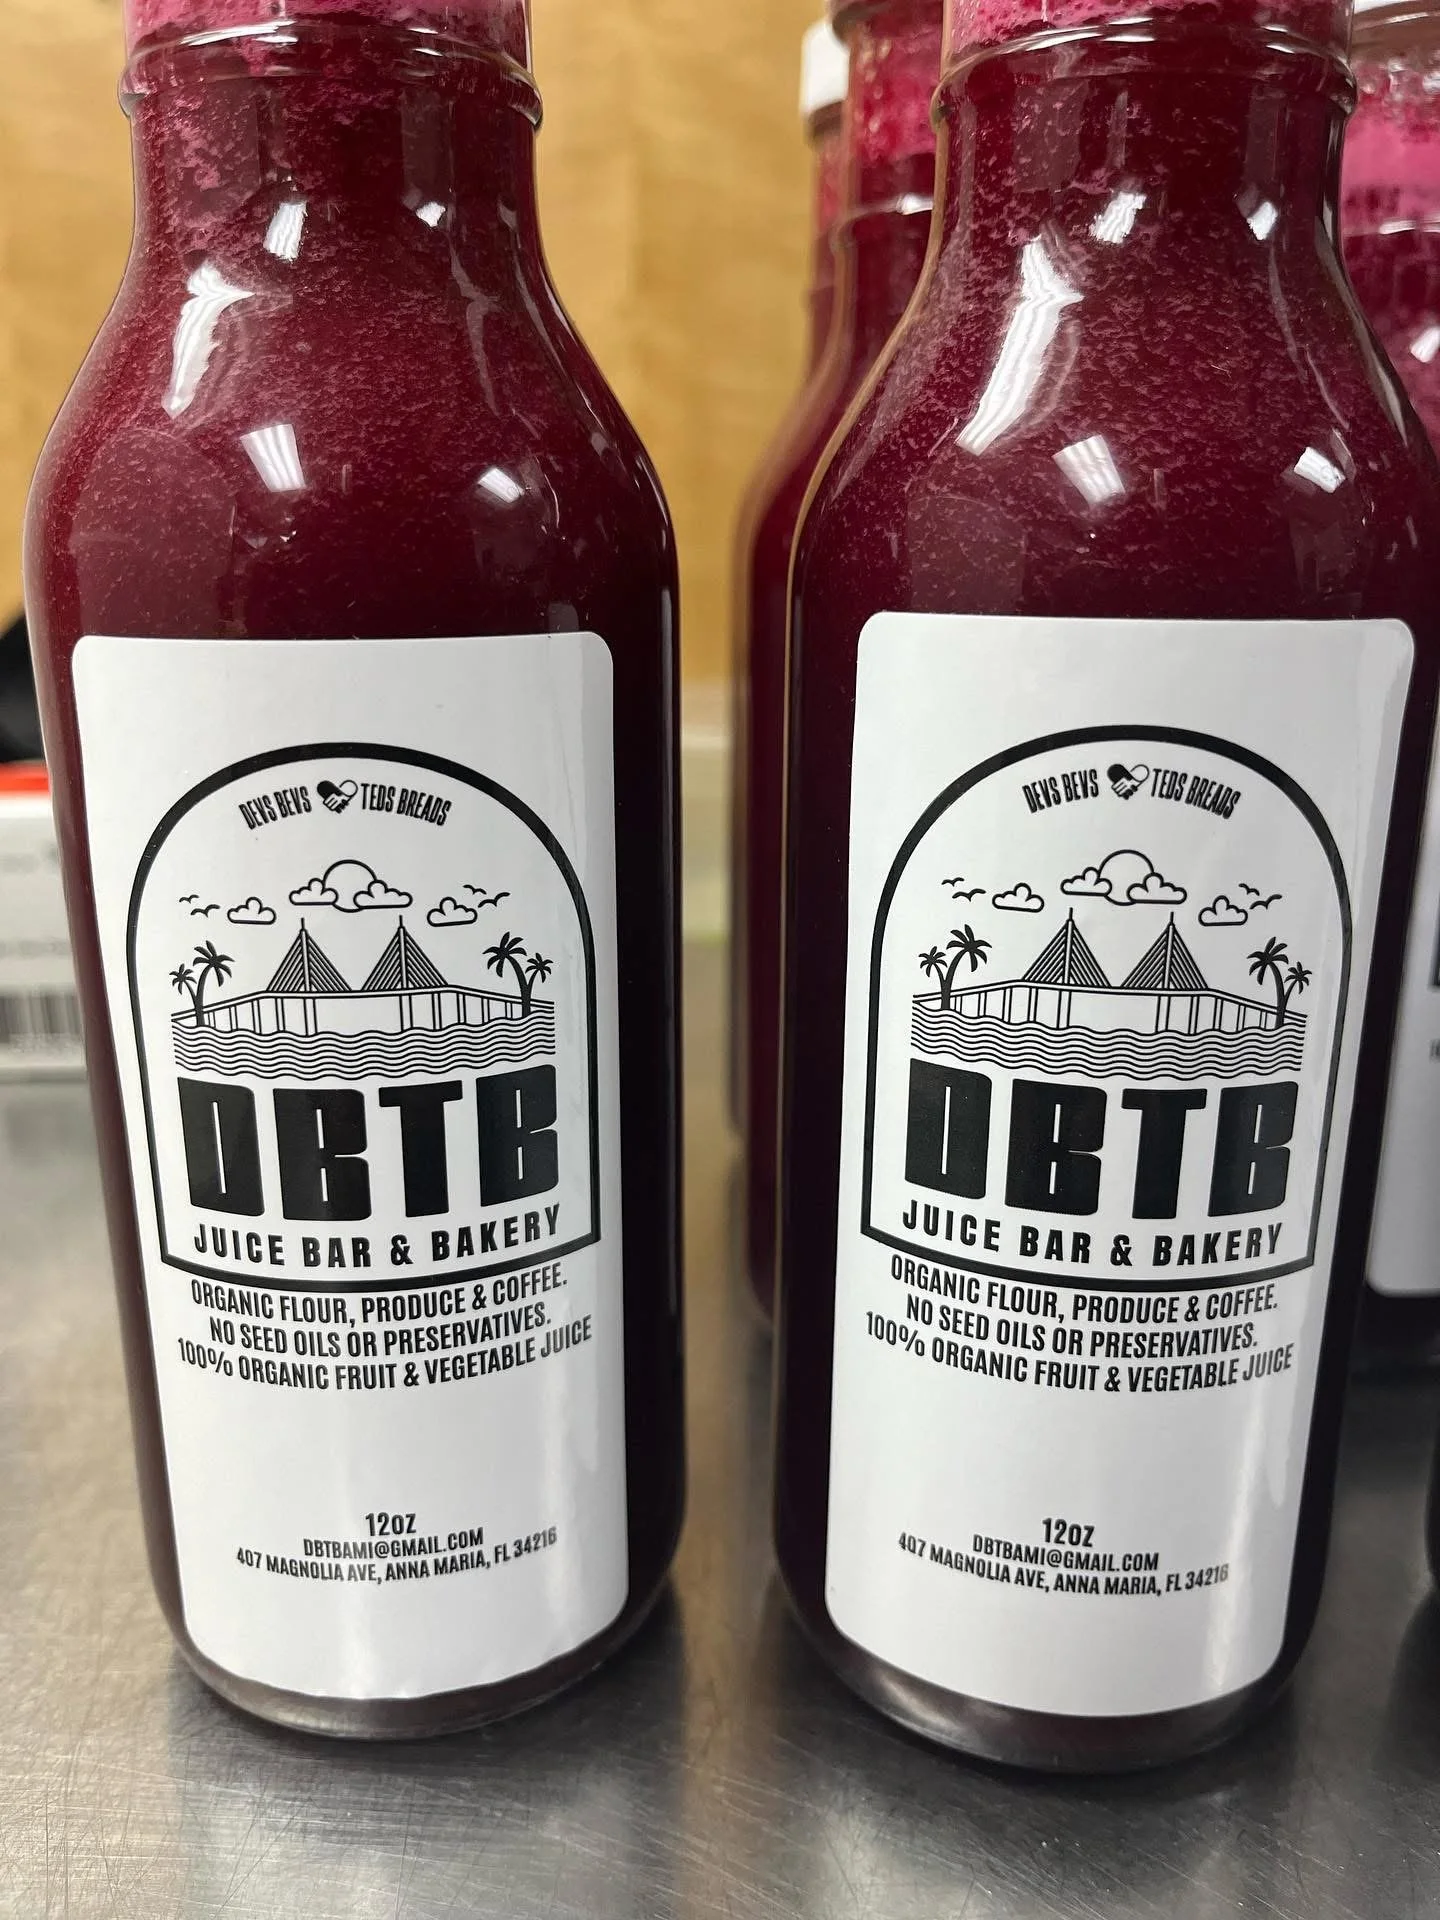 DEVS BEVS TEDS BREADS
DBTB
JUICE BAR & BAKERY
ORGANIC FLOUR, PRODUCE & COFFEE.
NO SEED OILS OR PRESERVATIVES.
100% ORGANIC FRUIT & VEGETABLE JUICE
12OZ
DBTBAMI@GMAIL.COM
407 MAGNOLIA AVE, ANNA MARIA, FL 34216
DEVS BEVS TEDS BREADS
DBTB
JUICE BAR & BAKERY
ORGANIC FLOUR, PRODUCE & COFFEE.
NO SEED OILS OR PRESERVATIVES.
100% ORGANIC FRUIT & VEGETABLE JUICE
12OZ
DBTBAMI@GMAIL.COM
407 MAGNOLIA AVE, ANNA MARIA, FL 34216